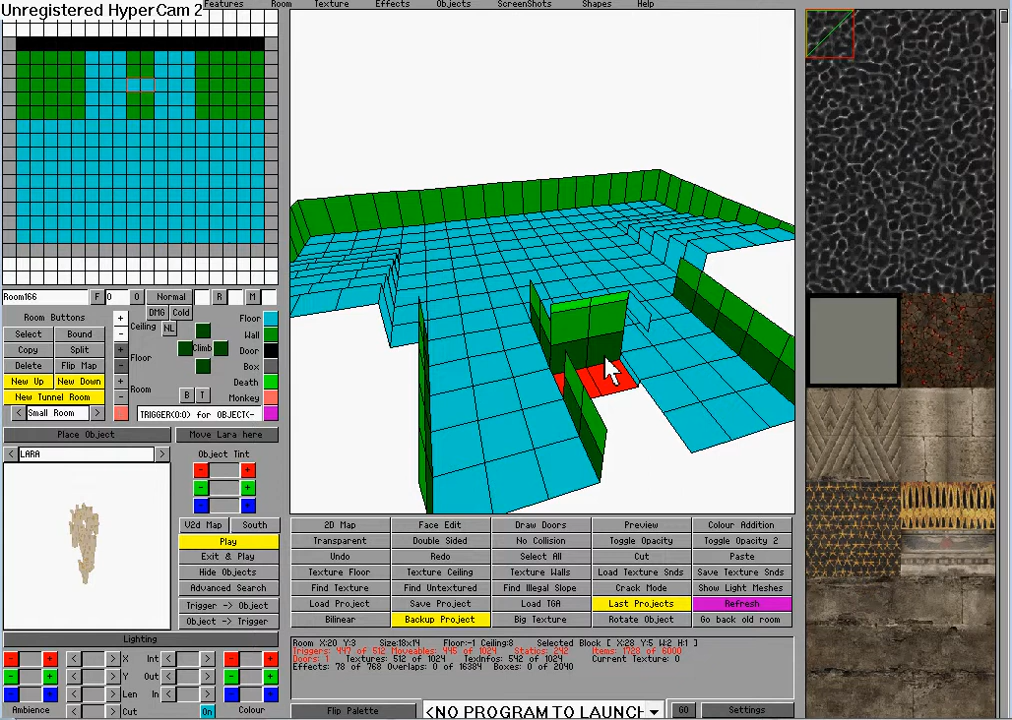 Unregistered HyperCam 2
Features Room Texture Effects Objects ScreenShots Shapes Help
Room166 F 0 0 Normal R M
DMG Cold
Room Buttons
Select Bound
Copy Split
Delete Flip Map
New Up New Down
New Tunnel Room
< Small Room >
+
-
+
-
+
-
Ceiling NL
Floor
Climb
Room
B T
Floor
Wall
Door
Box
Death
Monkey
TRIGGER(0:0) for OBJECT(-
Place Object Move Lara here
< LARA >
Object Tint
- +
- +
- +
V2d Map South
Play
Exit & Play
Hide Objects
Advanced Search
Trigger -> Object
Object -> Trigger
Lighting
- + < > X Int < > - +
- + < > Y Out < > - +
- + < > Len In < > - +
Ambience < > Cut On Colour
2D Map Face Edit Draw Doors Preview Colour Addition
Transparent Double Sided No Collision Toggle Opacity Toggle Opacity 2
Undo Redo Select All Cut Paste
Texture Floor Texture Ceiling Texture Walls Load Texture Snds Save Texture Snds
Find Texture Find Untextured Find Illegal Slope Crack Mode Show Light Meshes
Load Project Save Project Load TGA Last Projects Refresh
Bilinear Backup Project Big Texture Rotate Object Go back old room
Room X:20 Y:3 Size:18x14 Floor:-1 Ceiling:8 Selected Block [ X:28 Y:5 W:2 H:1 ]
Triggers: 447 of 512 Moveables: 445 of 1024 Statics: 242 Items: 1728 of 6000
Doors: 1 Textures: 512 of 1024 TexInfos: 542 of 1024 Current Texture: 0
Effects: 78 of 768 Overlaps: 0 of 16384 Boxes: 0 of 2040
Flip Palette <NO PROGRAM TO LAUNCH GO Settings